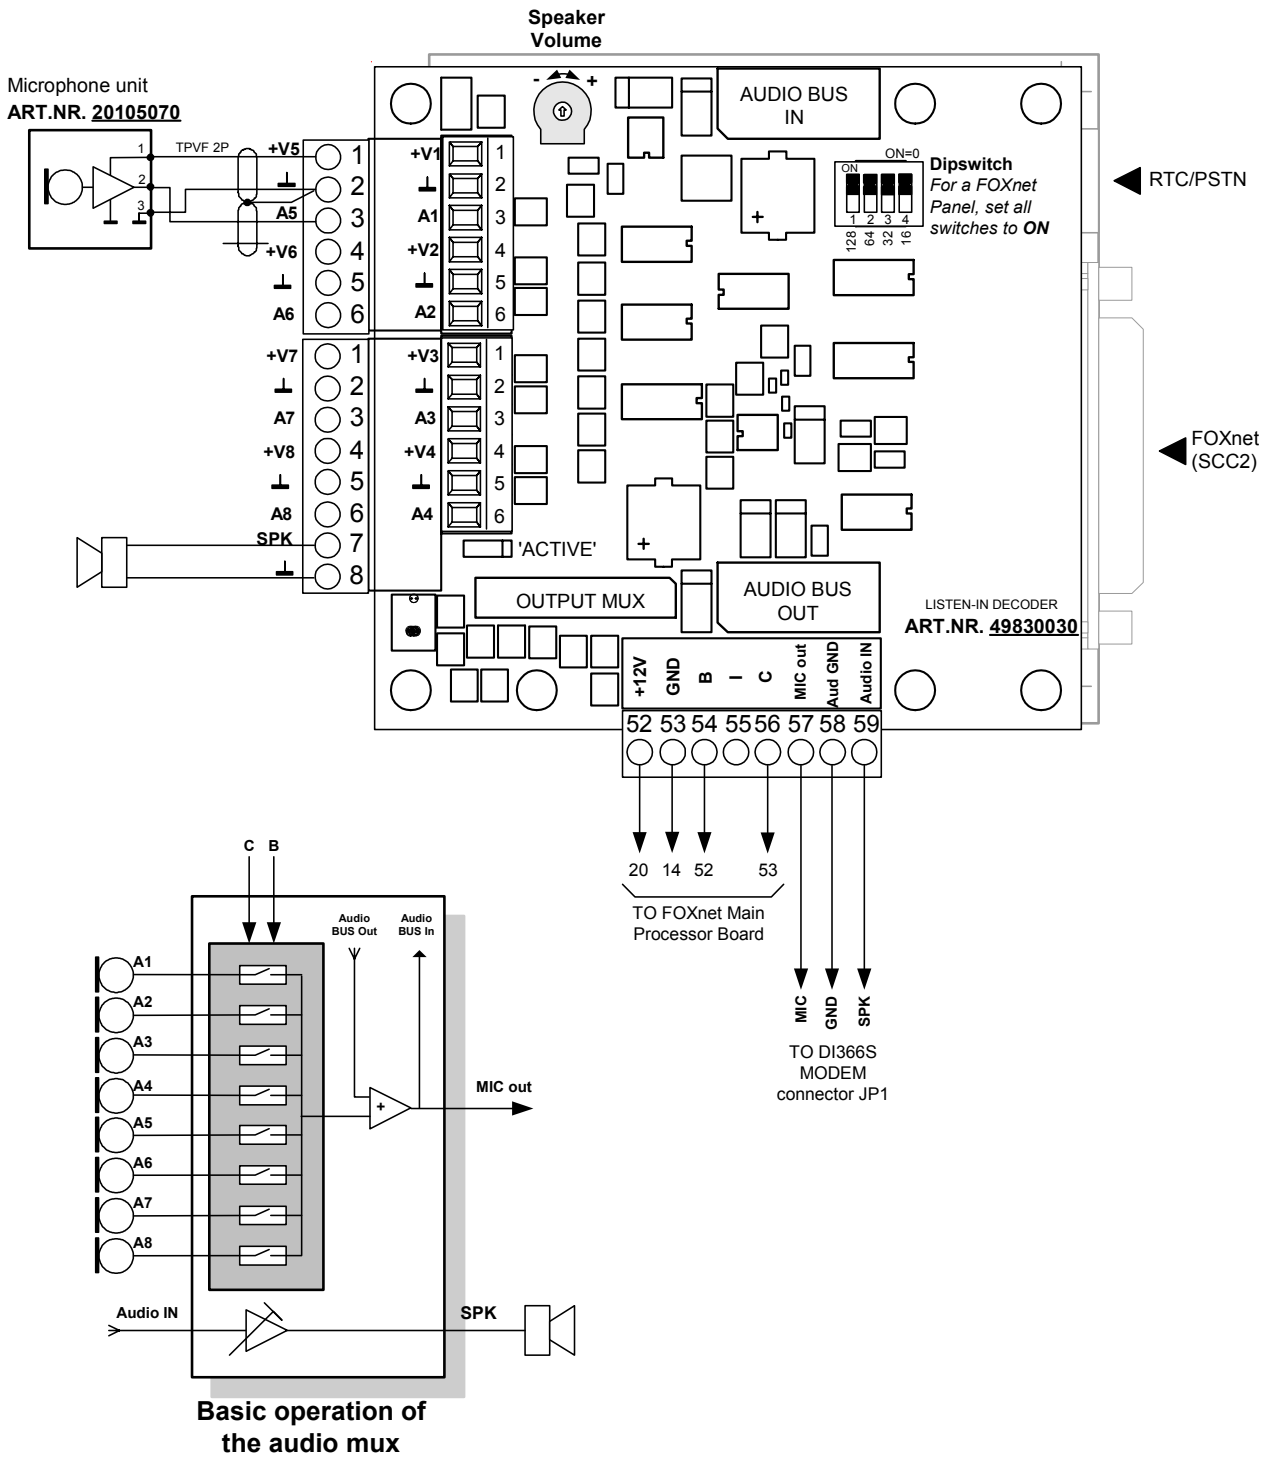 Speaker
Volume
- +
Microphone unit
ART.NR. 20105070
1
2
3
TPVF 2P
+V5 1
2
A5 3
+V6 4
5
A6 6
+V7 1
2
A7 3
+V8 4
5
A8 6
SPK 7
8
+V1 1
2
A1 3
+V2 4
5
A2 6
+V3 1
2
A3 3
+V4 4
5
A4 6
'ACTIVE'
AUDIO BUS
IN
+
ON=0
ON
1 2 3 4
128 64 32 16
Dipswitch
For a FOXnet
Panel, set all
switches to ON
RTC/PSTN
FOXnet
(SCC2)
+
OUTPUT MUX
AUDIO BUS
OUT
LISTEN-IN DECODER
ART.NR. 49830030
+12V GND B I C MIC out Aud GND Audio IN
52 53 54 55 56 57 58 59
20 14 52 53
TO FOXnet Main
Processor Board
MIC GND SPK
TO DI366S
MODEM
connector JP1
C B
Audio
BUS Out
Audio
BUS In
A1
A2
A3
A4
A5
A6
A7
A8
+
MIC out
Audio IN
SPK
Basic operation of
the audio mux